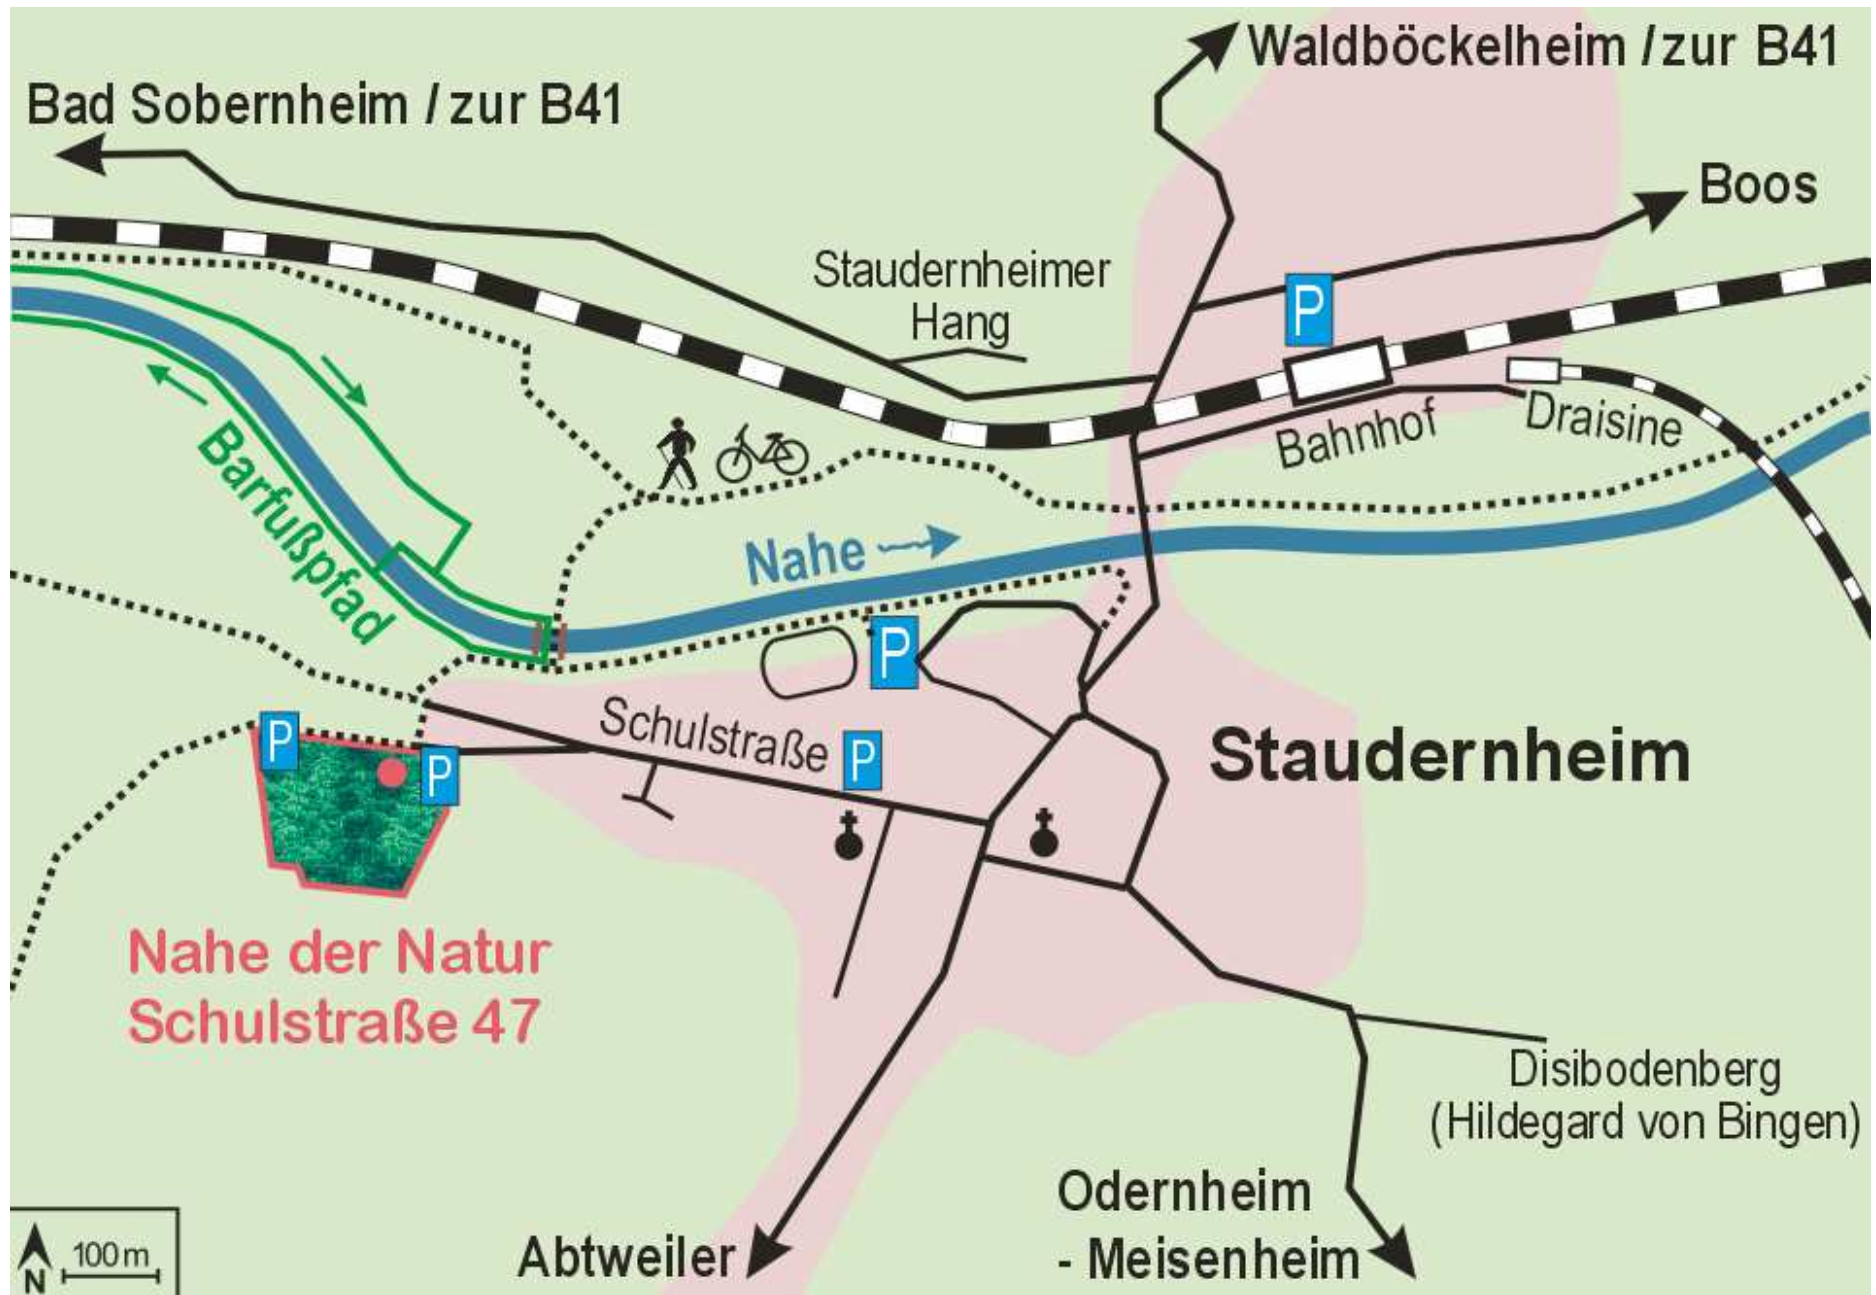 Waldböckelheim / zur B41
Bad Sobernheim / zur B41
Boos
Staudernheimer
Hang
P
Bahnhof
Draisine
Barfußpfad
Nahe
P
Schulstraße
P
P
P
Staudernheim
Nahe der Natur
Schulstraße 47
Disibodenberg
(Hildegard von Bingen)
Odernheim
- Meisenheim
Abtweiler
N
100 m